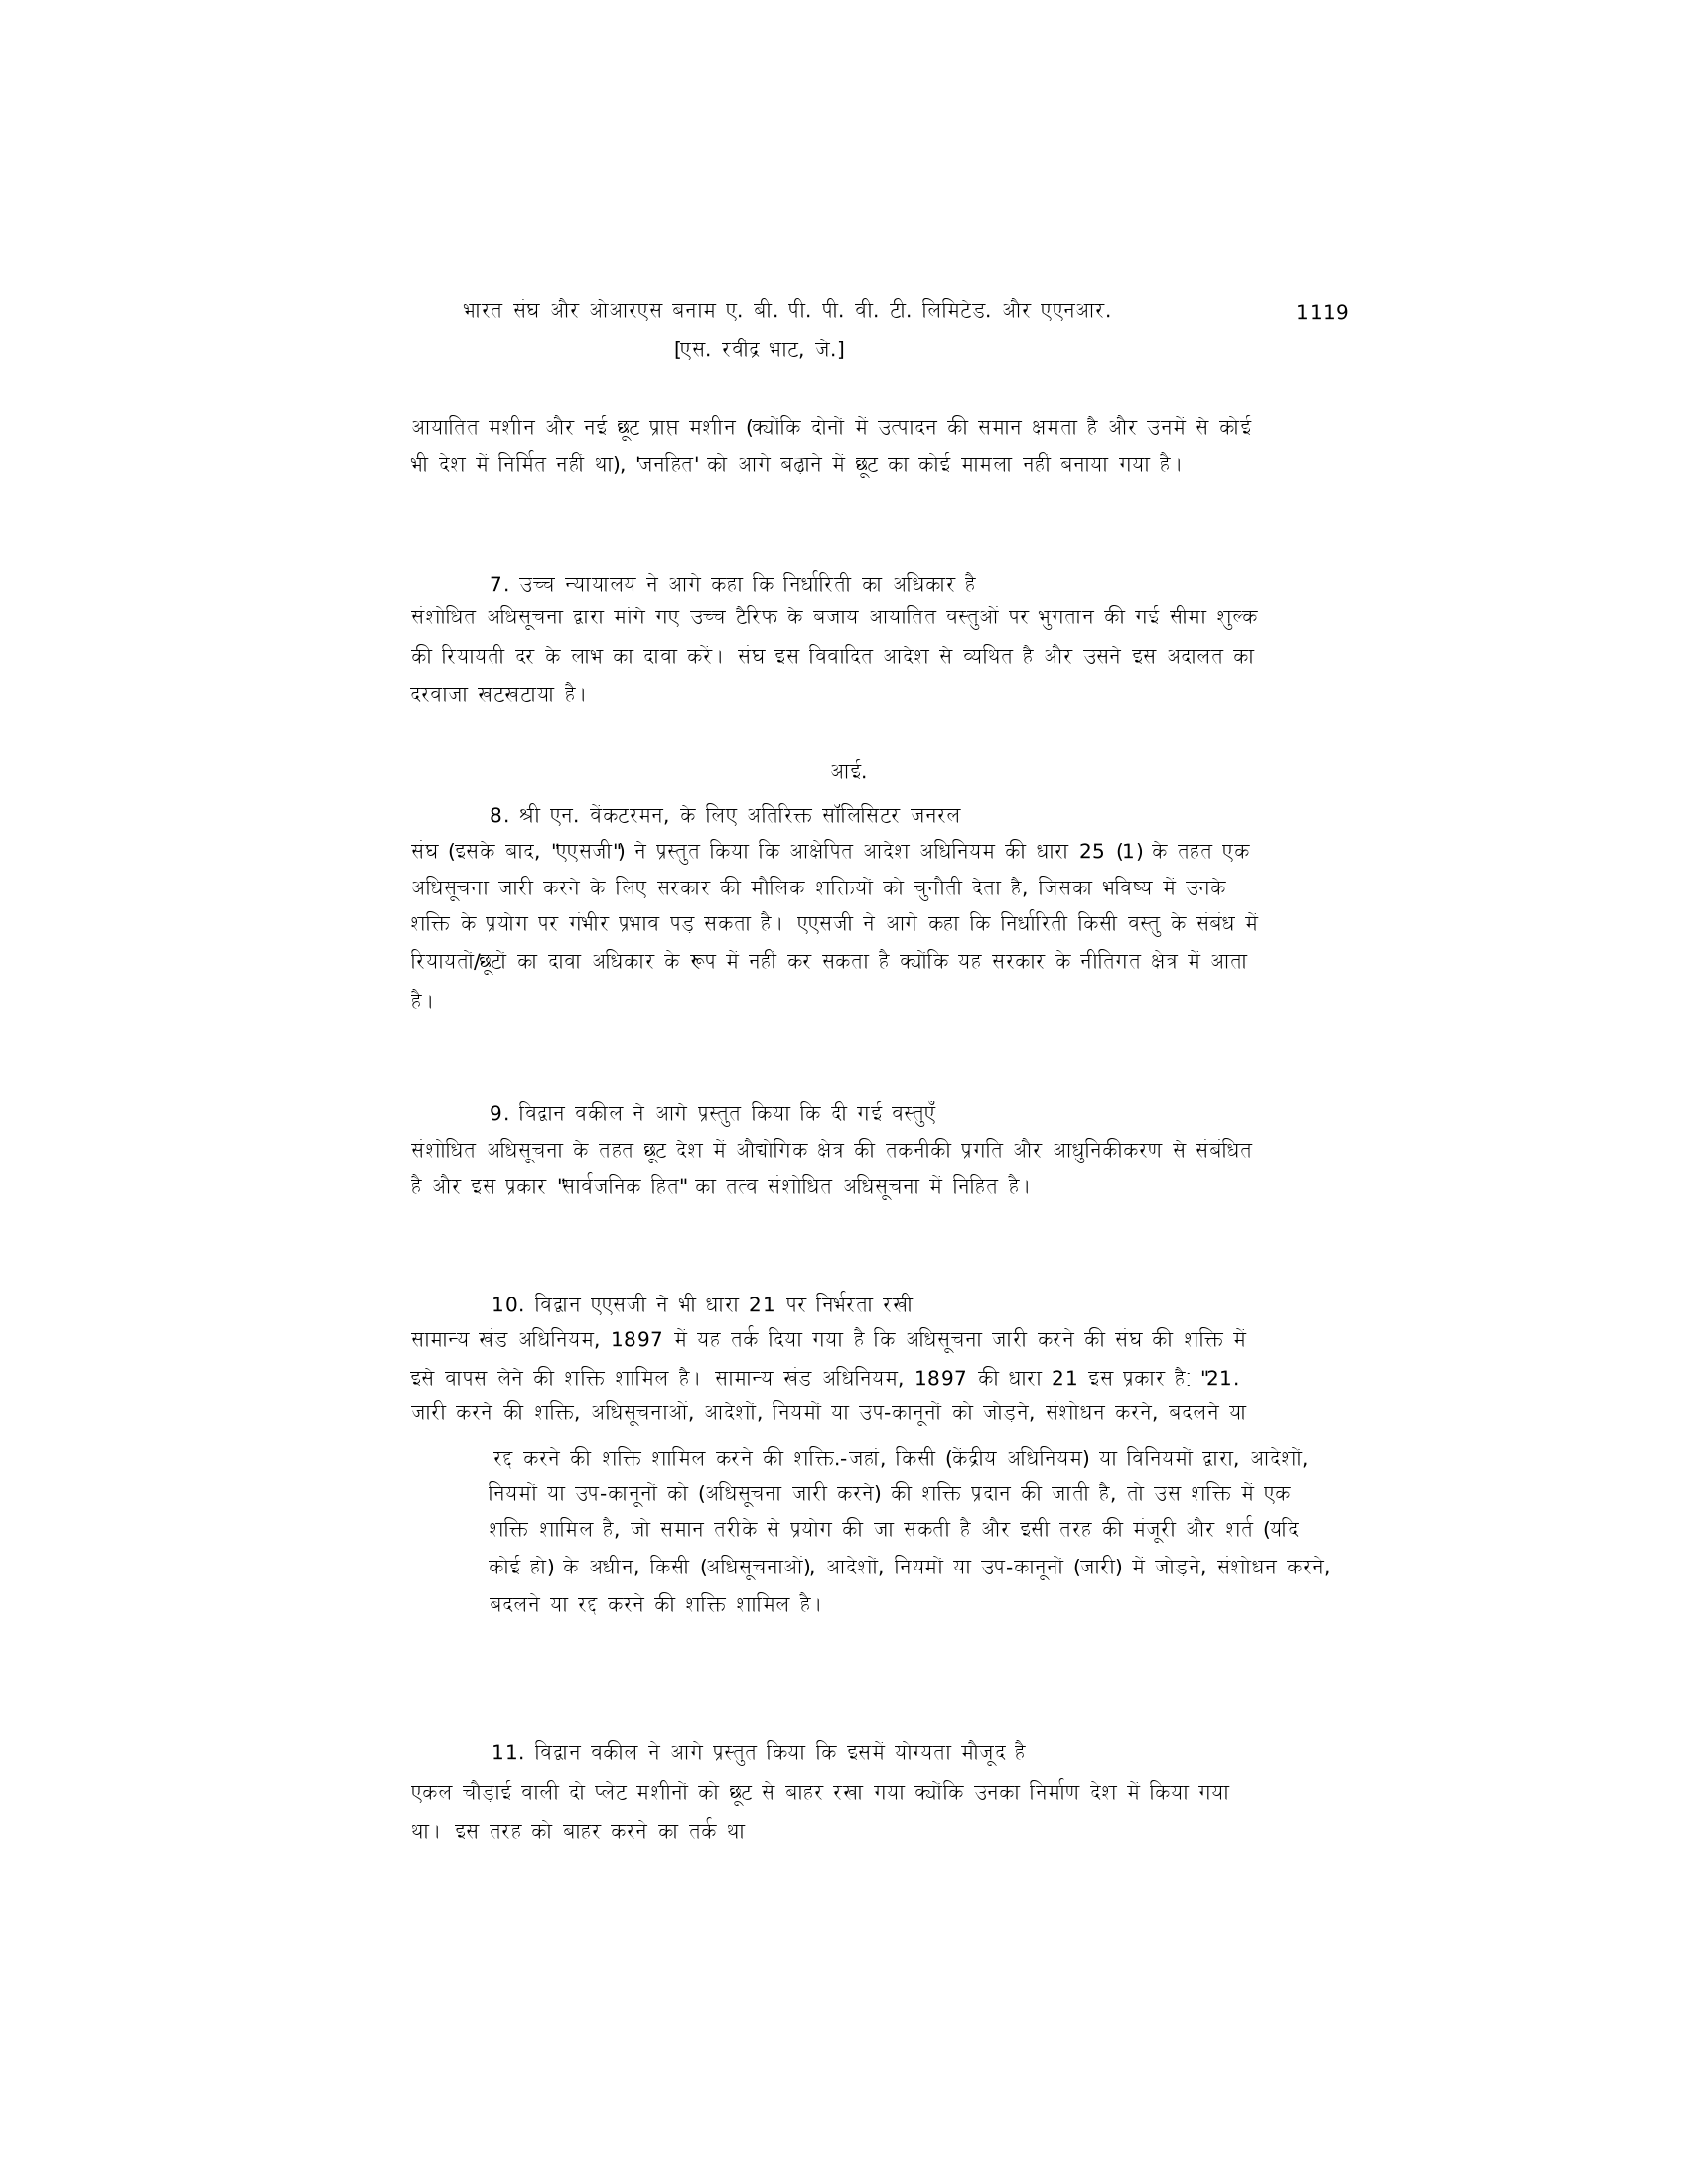 भारत संघ और ओआरएस बनाम ए. बी. पी. पी. वी. टी. लिमिटेड. और एएनआर. 1119
[एस. रवींद्र भाट, जे.]
आयातित मशीन और नई छूट प्राप्त मशीन (क्योंकि दोनों में उत्पादन की समान क्षमता है और उनमें से कोई
भी देश में निर्मित नहीं था), 'जनहित' को आगे बढ़ाने में छूट का कोई मामला नहीं बनाया गया है।
7. उच्च न्यायालय ने आगे कहा कि निर्धारिती का अधिकार है
संशोधित अधिसूचना द्वारा मांगे गए उच्च टैरिफ के बजाय आयातित वस्तुओं पर भुगतान की गई सीमा शुल्क
की रियायती दर के लाभ का दावा करें। संघ इस विवादित आदेश से व्यथित है और उसने इस अदालत का
दरवाजा खटखटाया है।
आई.
8. श्री एन. वेंकटरमन, के लिए अतिरिक्त सॉलिसिटर जनरल
संघ (इसके बाद, "एएसजी") ने प्रस्तुत किया कि आक्षेपित आदेश अधिनियम की धारा 25 (1) के तहत एक
अधिसूचना जारी करने के लिए सरकार की मौलिक शक्तियों को चुनौती देता है, जिसका भविष्य में उनके
शक्ति के प्रयोग पर गंभीर प्रभाव पड़ सकता है। एएसजी ने आगे कहा कि निर्धारिती किसी वस्तु के संबंध में
रियायतों/छूटों का दावा अधिकार के रूप में नहीं कर सकता है क्योंकि यह सरकार के नीतिगत क्षेत्र में आता
है।
9. विद्वान वकील ने आगे प्रस्तुत किया कि दी गई वस्तुएँ
संशोधित अधिसूचना के तहत छूट देश में औद्योगिक क्षेत्र की तकनीकी प्रगति और आधुनिकीकरण से संबंधित
है और इस प्रकार "सार्वजनिक हित" का तत्व संशोधित अधिसूचना में निहित है।
10. विद्वान एएसजी ने भी धारा 21 पर निर्भरता रखी
सामान्य खंड अधिनियम, 1897 में यह तर्क दिया गया है कि अधिसूचना जारी करने की संघ की शक्ति में
इसे वापस लेने की शक्ति शामिल है। सामान्य खंड अधिनियम, 1897 की धारा 21 इस प्रकार है: "21.
जारी करने की शक्ति, अधिसूचनाओं, आदेशों, नियमों या उप-कानूनों को जोड़ने, संशोधन करने, बदलने या
रद्द करने की शक्ति शामिल करने की शक्ति.-जहां, किसी (केंद्रीय अधिनियम) या विनियमों द्वारा, आदेशों,
नियमों या उप-कानूनों को (अधिसूचना जारी करने) की शक्ति प्रदान की जाती है, तो उस शक्ति में एक
शक्ति शामिल है, जो समान तरीके से प्रयोग की जा सकती है और इसी तरह की मंजूरी और शर्त (यदि
कोई हो) के अधीन, किसी (अधिसूचनाओं), आदेशों, नियमों या उप-कानूनों (जारी) में जोड़ने, संशोधन करने,
बदलने या रद्द करने की शक्ति शामिल है।
11. विद्वान वकील ने आगे प्रस्तुत किया कि इसमें योग्यता मौजूद है
एकल चौड़ाई वाली दो प्लेट मशीनों को छूट से बाहर रखा गया क्योंकि उनका निर्माण देश में किया गया
था। इस तरह को बाहर करने का तर्क था